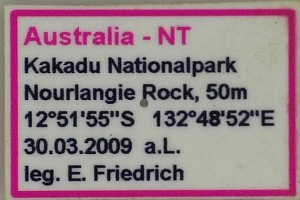 Australia - NT
Kakadu Nationalpark
Nourlangie Rock, 50m
12°51'55"S 132°48'52"E
30.03.2009 a.L.
leg. E. Friedrich